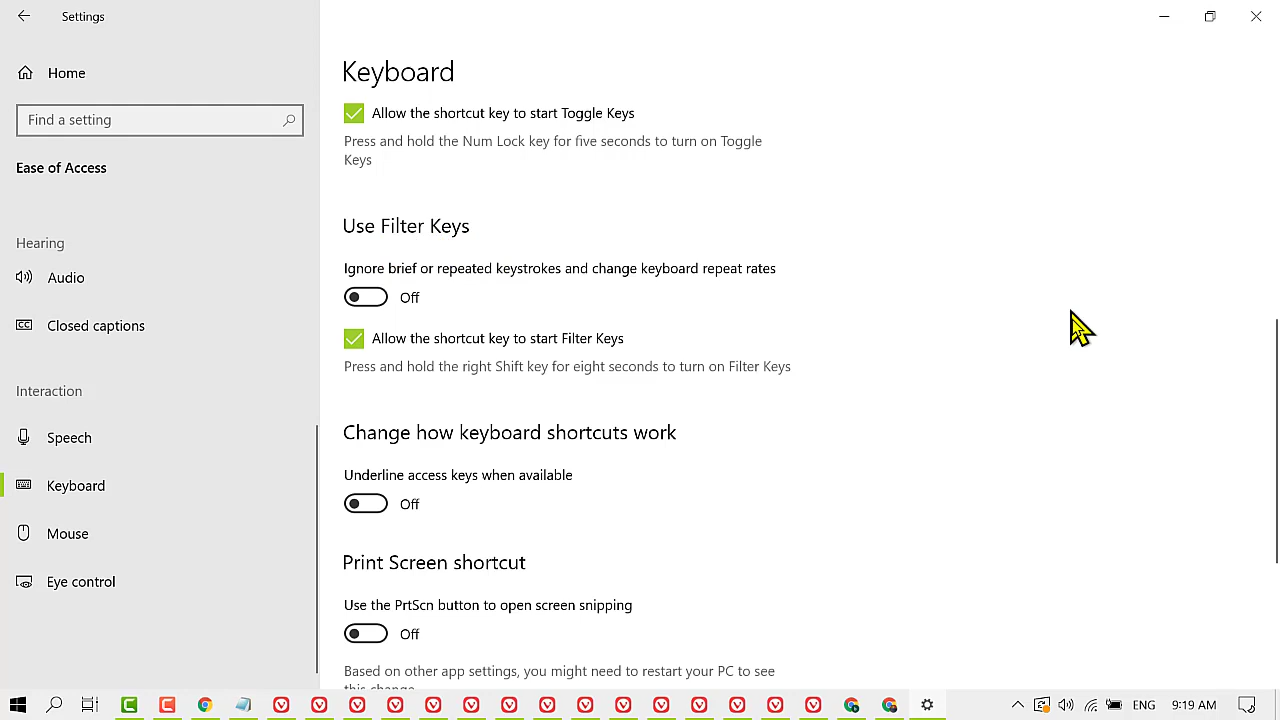 Settings
Home
Find a setting
Ease of Access
Hearing
Audio
Closed captions
Interaction
Speech
Keyboard
Mouse
Eye control
Keyboard
Allow the shortcut key to start Toggle Keys
Press and hold the Num Lock key for five seconds to turn on Toggle
Keys
Use Filter Keys
Ignore brief or repeated keystrokes and change keyboard repeat rates
Off
Allow the shortcut key to start Filter Keys
Press and hold the right Shift key for eight seconds to turn on Filter Keys
Change how keyboard shortcuts work
Underline access keys when available
Off
Print Screen shortcut
Use the PrtScn button to open screen snipping
Off
Based on other app settings, you might need to restart your PC to see
this change.
ENG
9:19 AM